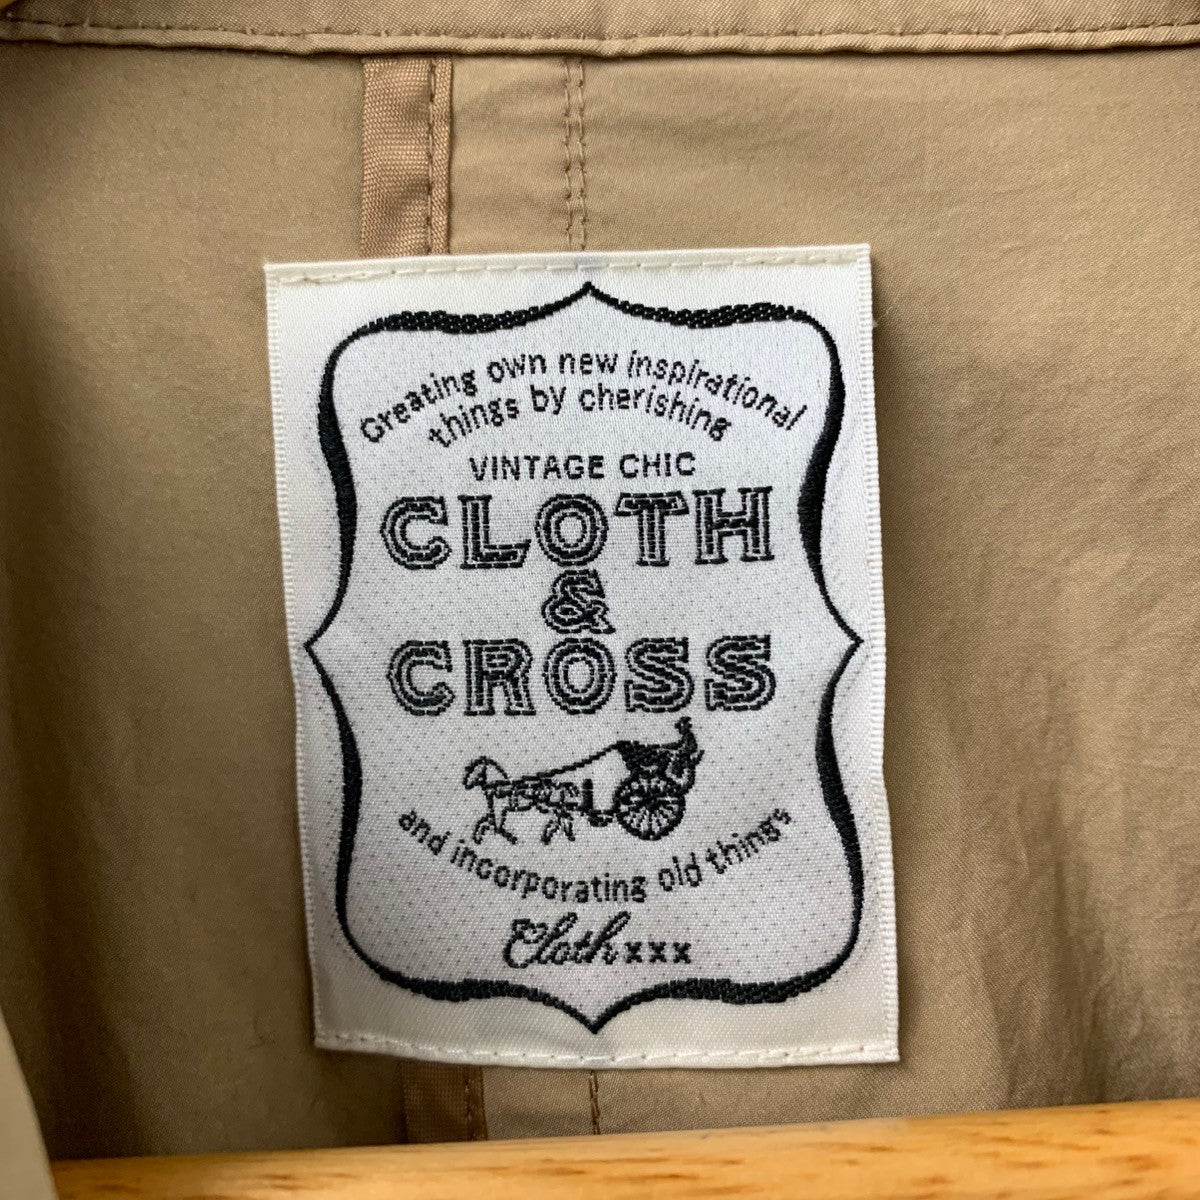 Creating own new inspirational
things by cherishing
VINTAGE CHIC
CLOTH
&
CROSS
and incorporating old things
Cloth xxx